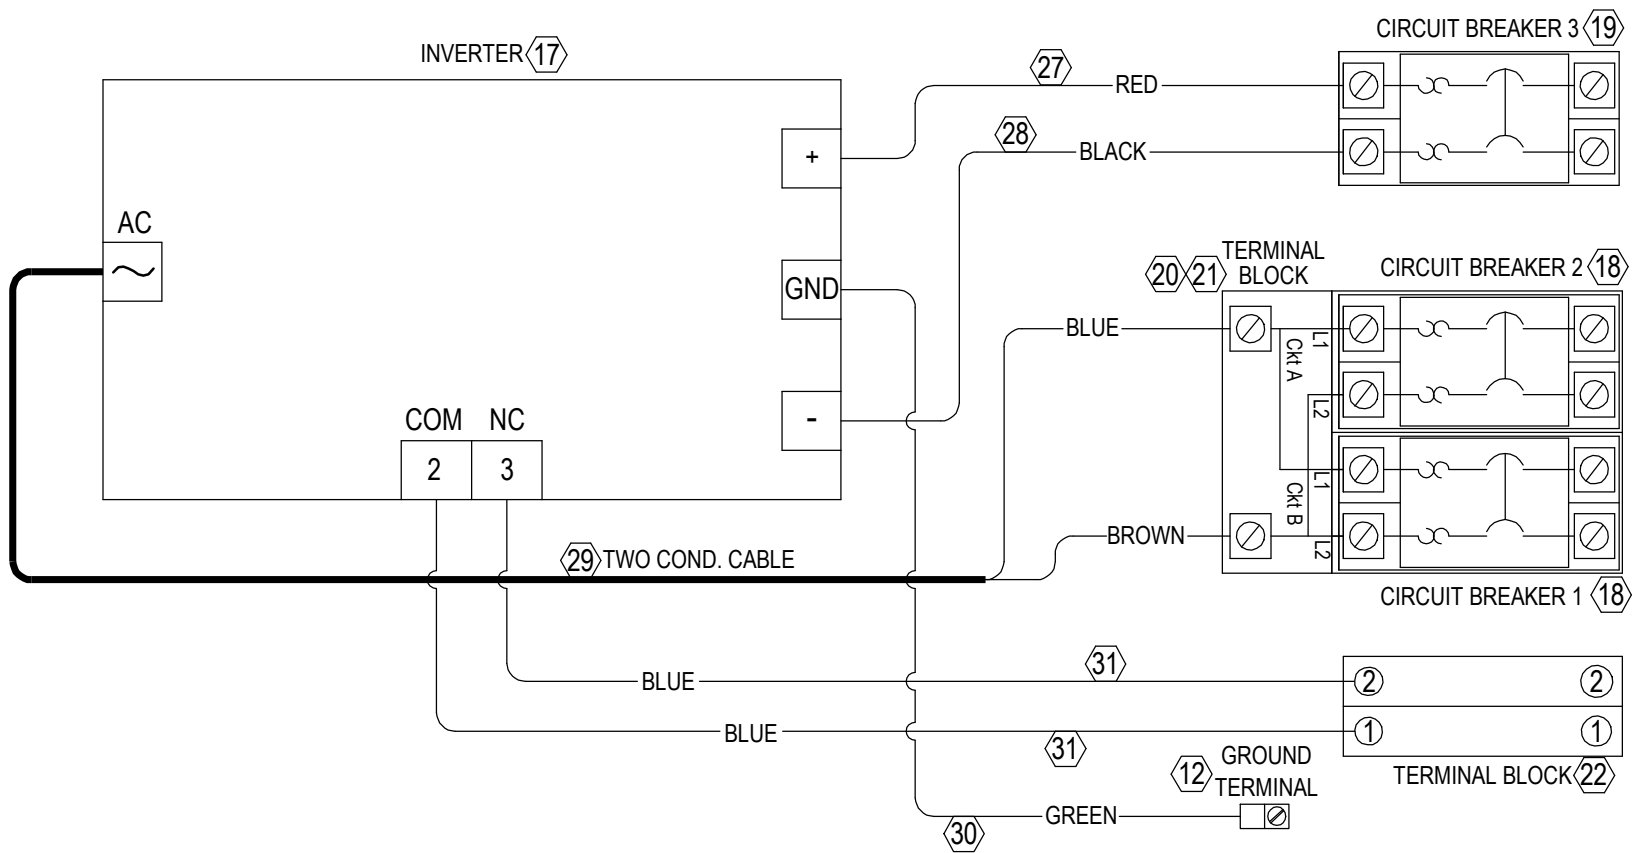 CIRCUIT BREAKER 3 19
INVERTER 17
27
RED
28
BLACK
+
AC
GND
-
COM NC
2 3
TERMINAL
BLOCK
20 21
CIRCUIT BREAKER 2 18
BLUE
L1
Ckt A
L2
L1
Ckt B
L2
BROWN
29 TWO COND. CABLE
CIRCUIT BREAKER 1 18
31
BLUE
2 2
BLUE
31
1 1
TERMINAL BLOCK 22
12
GROUND
TERMINAL
GREEN
30